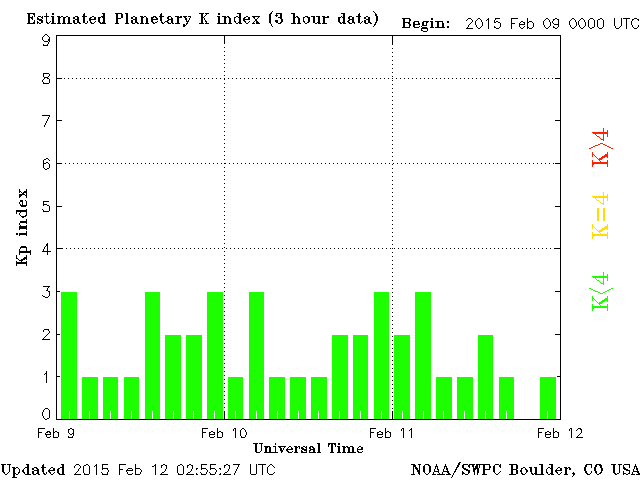 Estimated Planetary K index (3 hour data) Begin: 2015 Feb 09 0000 UTC
9
8
7
6
5
4
3
2
1
0
Kp index
K>4
K=4
K<4
Feb 9 Feb 10 Feb 11 Feb 12
Universal Time
Updated 2015 Feb 12 02:55:27 UTC NOAA/SWPC Boulder, CO USA